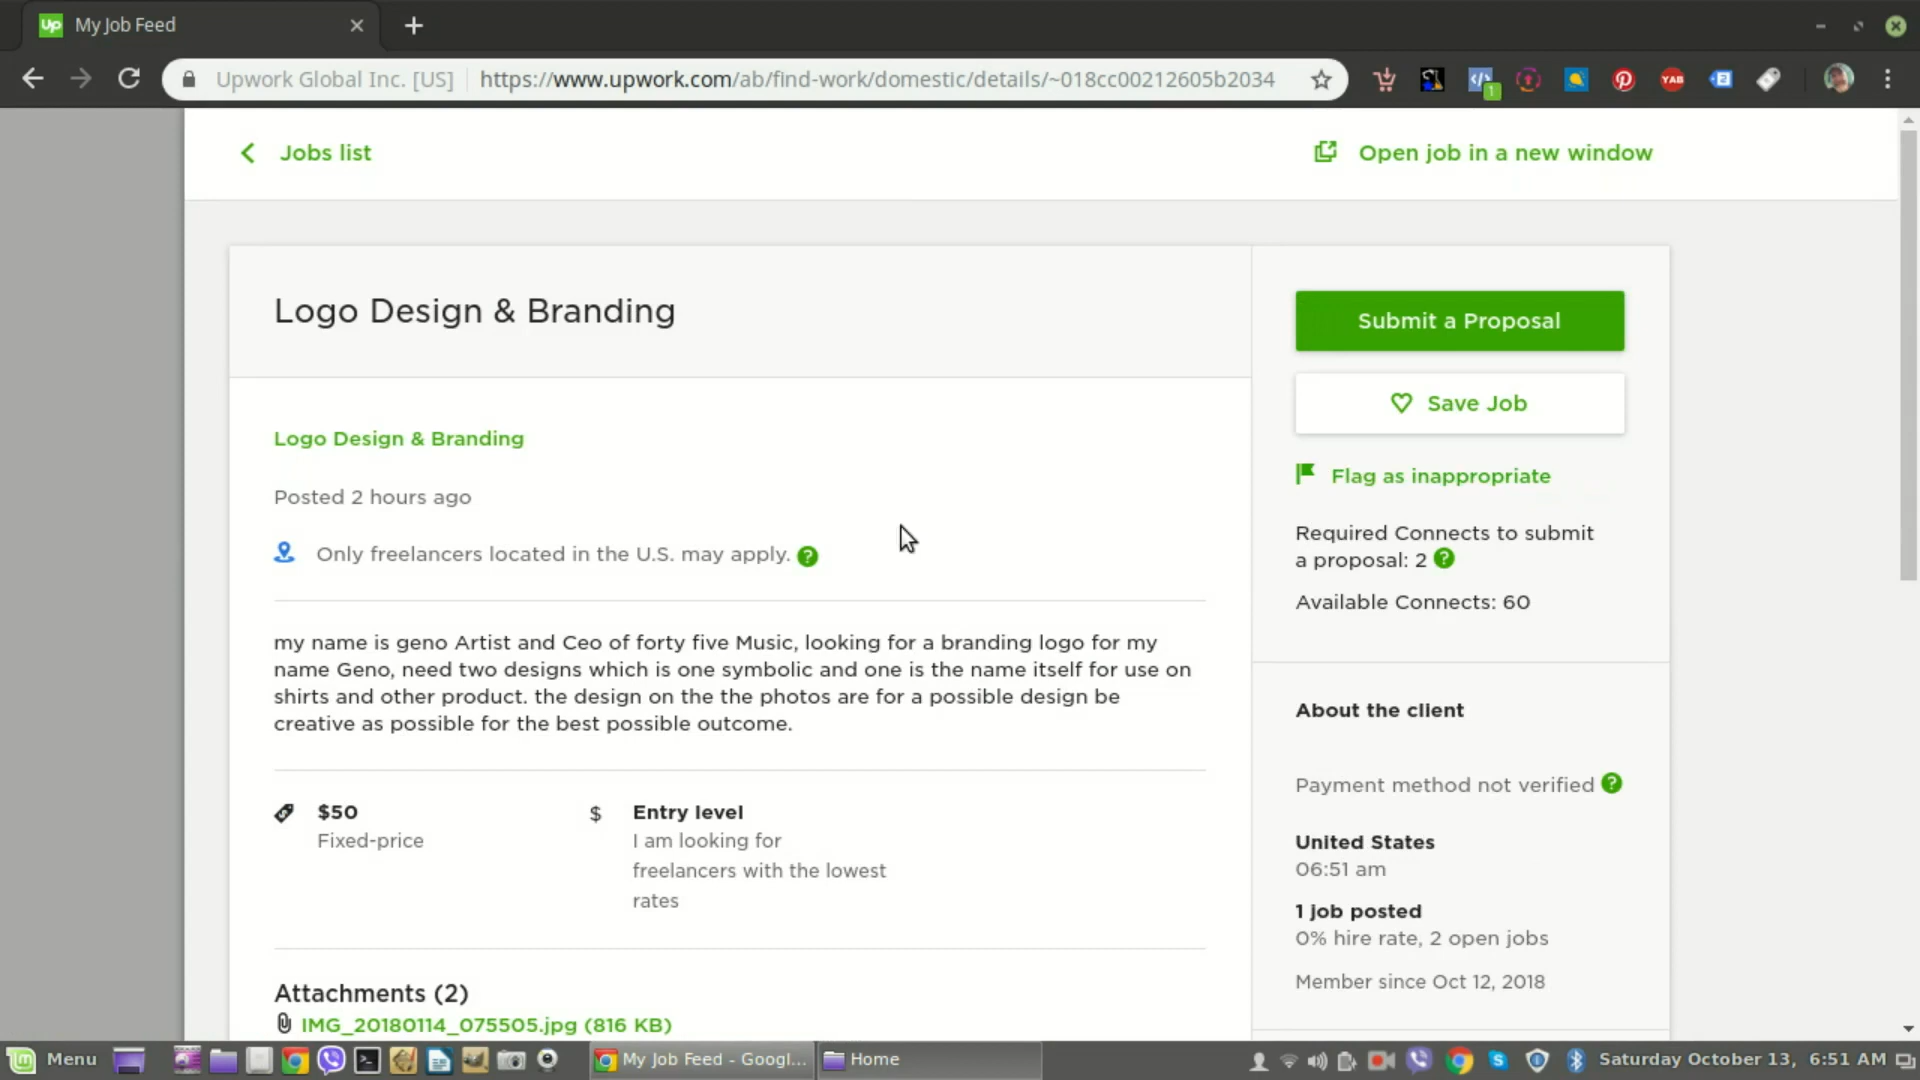 Up My Job Feed
Upwork Global Inc. [US] https://www.upwork.com/ab/find-work/domestic/details/~018cc00212605b2034
1
YAB
2
Jobs list
Open job in a new window
Logo Design & Branding
Submit a Proposal
Save Job
Logo Design & Branding
Flag as inappropriate
Posted 2 hours ago
Required Connects to submit
a proposal: 2 ?
Only freelancers located in the U.S. may apply. ?
Available Connects: 60
my name is geno Artist and Ceo of forty five Music, looking for a branding logo for my
name Geno, need two designs which is one symbolic and one is the name itself for use on
shirts and other product. the design on the the photos are for a possible design be
creative as possible for the best possible outcome.
About the client
Payment method not verified ?
$50
Fixed-price
$ Entry level
I am looking for
freelancers with the lowest
rates
United States
06:51 am
1 job posted
0% hire rate, 2 open jobs
Member since Oct 12, 2018
Attachments (2)
IMG_20180114_075505.jpg (816 KB)
Menu
My Job Feed - Googl...
Home
Saturday October 13, 6:51 AM